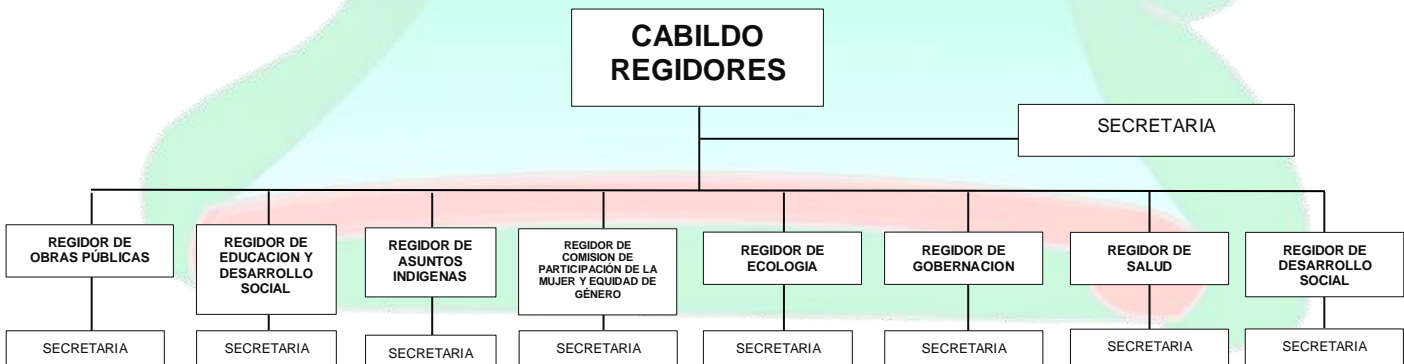 CABILDO
REGIDORES
SECRETARIA
REGIDOR DE
OBRAS PÚBLICAS
REGIDOR DE
EDUCACION Y
DESARROLLO
SOCIAL
REGIDOR DE
ASUNTOS
INDIGENAS
REGIDOR DE
COMISION DE
PARTICIPACIÓN DE LA
MUJER Y EQUIDAD DE
GÉNERO
REGIDOR DE
ECOLOGIA
REGIDOR DE
GOBERNACION
REGIDOR DE
SALUD
REGIDOR DE
DESARROLLO
SOCIAL
SECRETARIA
SECRETARIA
SECRETARIA
SECRETARIA
SECRETARIA
SECRETARIA
SECRETARIA
SECRETARIA